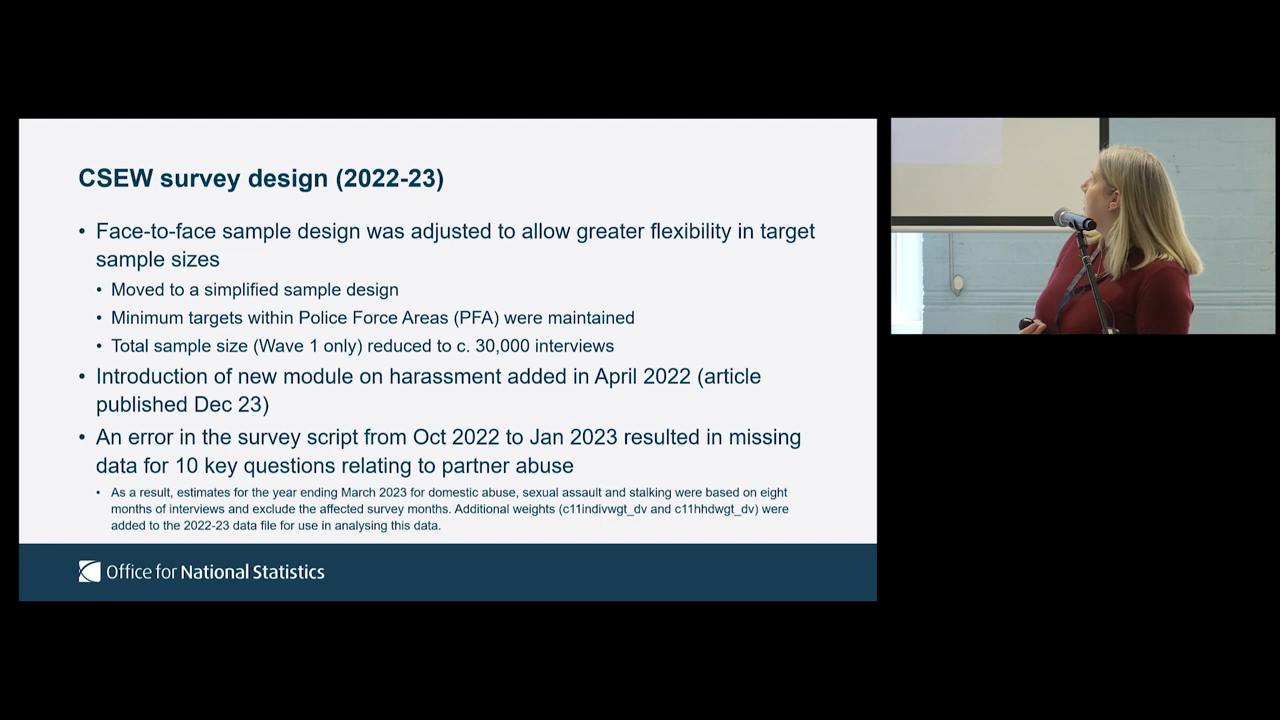 CSEW survey design (2022-23)
• Face-to-face sample design was adjusted to allow greater flexibility in target
sample sizes
• Moved to a simplified sample design
• Minimum targets within Police Force Areas (PFA) were maintained
• Total sample size (Wave 1 only) reduced to c. 30,000 interviews
• Introduction of new module on harassment added in April 2022 (article
published Dec 23)
• An error in the survey script from Oct 2022 to Jan 2023 resulted in missing
data for 10 key questions relating to partner abuse
• As a result, estimates for the year ending March 2023 for domestic abuse, sexual assault and stalking were based on eight
months of interviews and exclude the affected survey months. Additional weights (c11indivwgt_dv and c11hhdwgt_dv) were
added to the 2022-23 data file for use in analysing this data.
Office for National Statistics